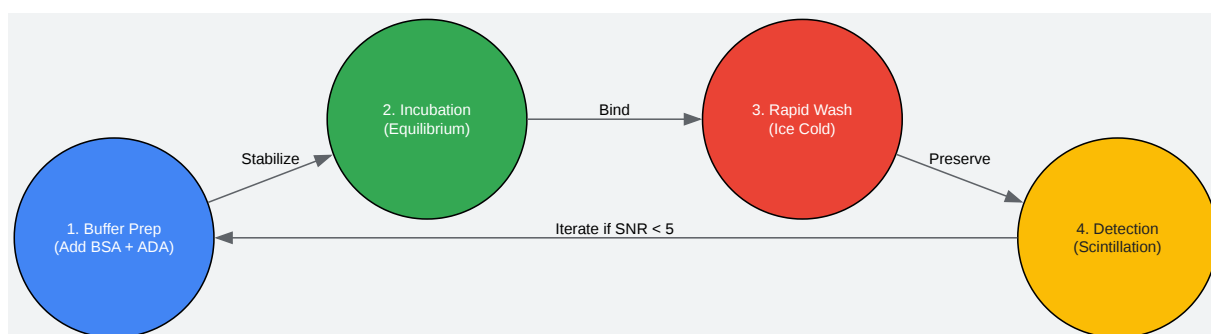 1. Buffer Prep
(Add BSA + ADA)
Stabilize
2. Incubation
(Equilibrium)
Bind
3. Rapid Wash
(Ice Cold)
Preserve
4. Detection
(Scintillation)
Iterate if SNR < 5